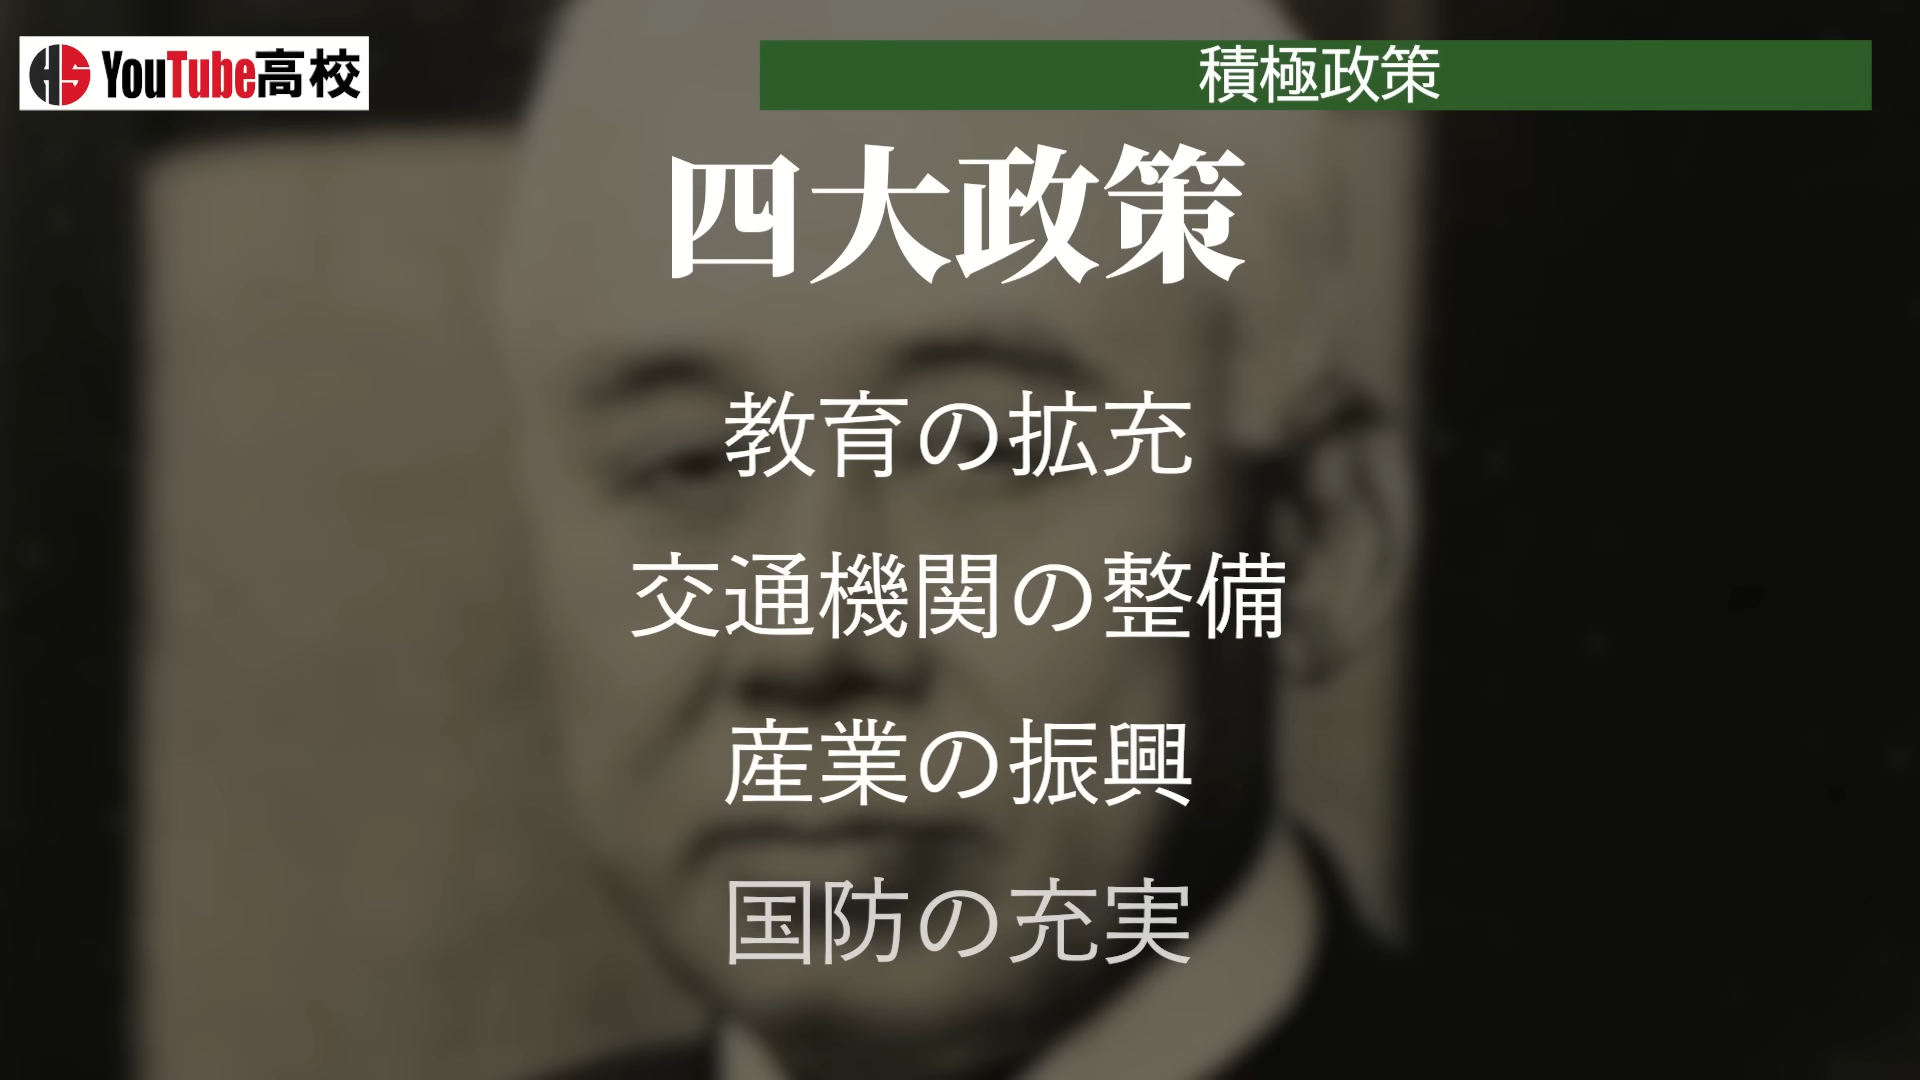 HS YouTube高校
積極政策
四大政策
教育の拡充
交通機関の整備
産業の振興
国防の充実